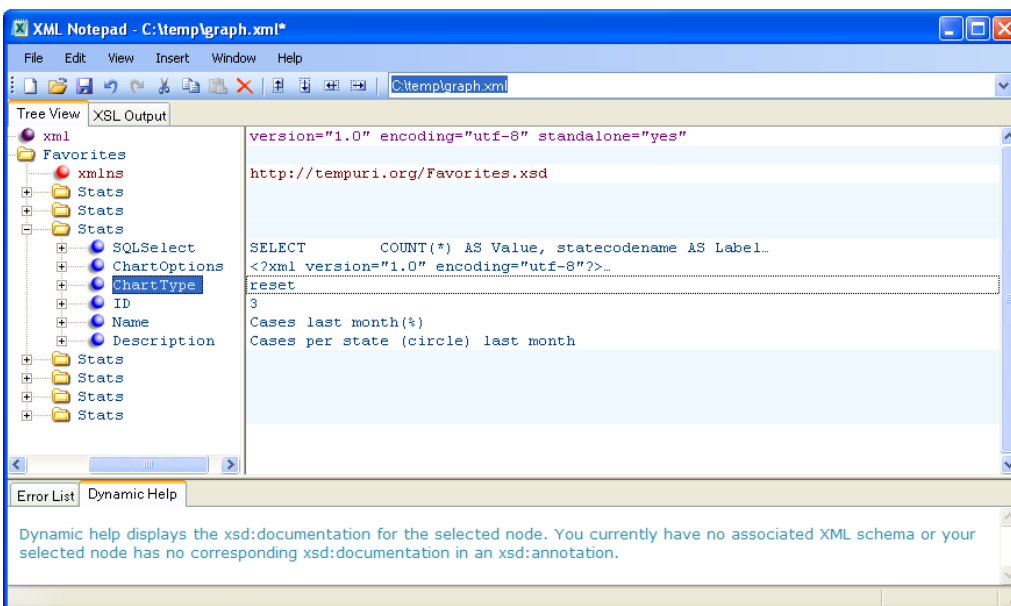 XML Notepad - C:\temp\graph.xml*
File Edit View Insert Window Help
C:\temp\graph.xml
Tree View XSL Output
xml version="1.0" encoding="utf-8" standalone="yes"
Favorites
xmlns http://tempuri.org/Favorites.xsd
Stats
Stats
Stats
SQLSelect SELECT COUNT(*) AS Value, statecodename AS Label…
ChartOptions <?xml version="1.0" encoding="utf-8"?>…
ChartType reset
ID 3
Name Cases last month(%)
Description Cases per state (circle) last month
Stats
Stats
Stats
Stats
Error List Dynamic Help
Dynamic help displays the xsd:documentation for the selected node. You currently have no associated XML schema or your
selected node has no corresponding xsd:documentation in an xsd:annotation.